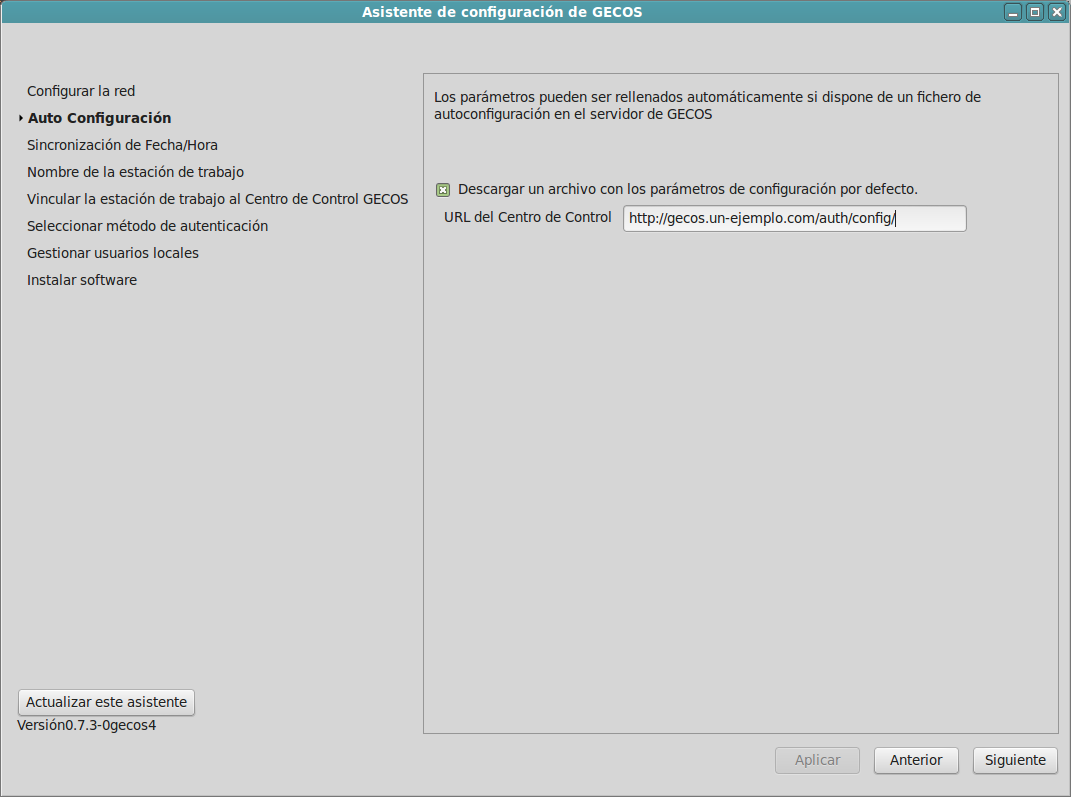 Asistente de configuración de GECOS
Configurar la red
Auto Configuración
Sincronización de Fecha/Hora
Nombre de la estación de trabajo
Vincular la estación de trabajo al Centro de Control GECOS
Seleccionar método de autenticación
Gestionar usuarios locales
Instalar software
Los parámetros pueden ser rellenados automáticamente si dispone de un fichero de
autoconfiguración en el servidor de GECOS
Descargar un archivo con los parámetros de configuración por defecto.
URL del Centro de Control http://gecos.un-ejemplo.com/auth/config/
Actualizar este asistente
Versión0.7.3-0gecos4
Aplicar Anterior Siguiente